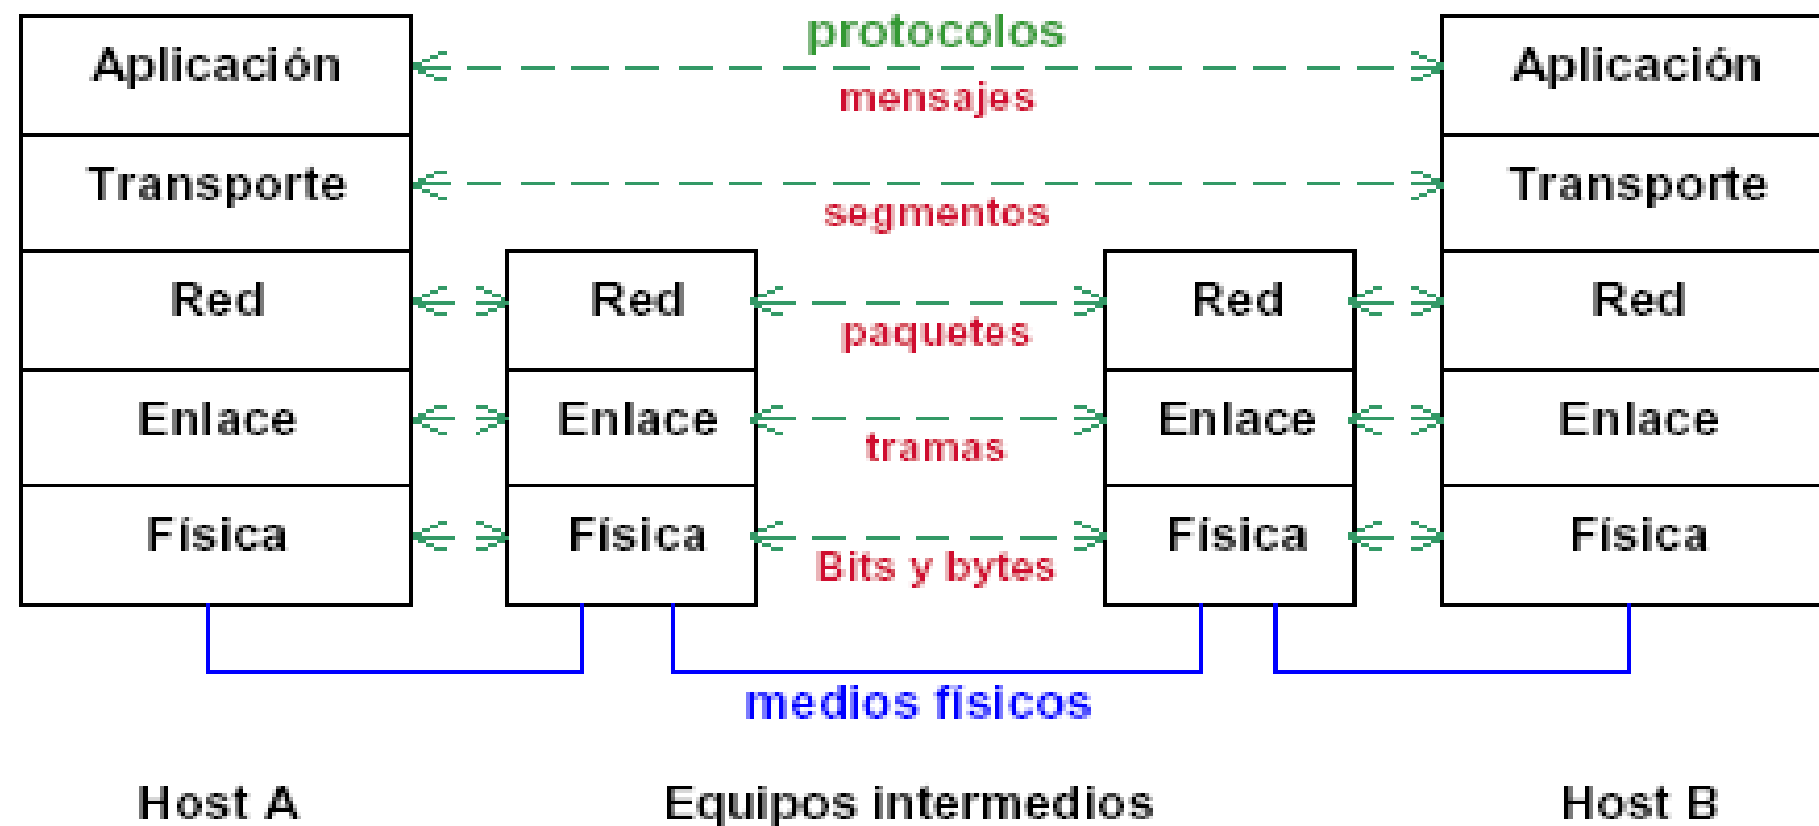 protocolos
Aplicación
Aplicación
mensajes
Transporte
Transporte
segmentos
Red
Red
Red
Red
paquetes
Enlace
Enlace
Enlace
Enlace
tramas
Física
Física
Física
Física
Bits y bytes
medios físicos
Host A
Equipos intermedios
Host B